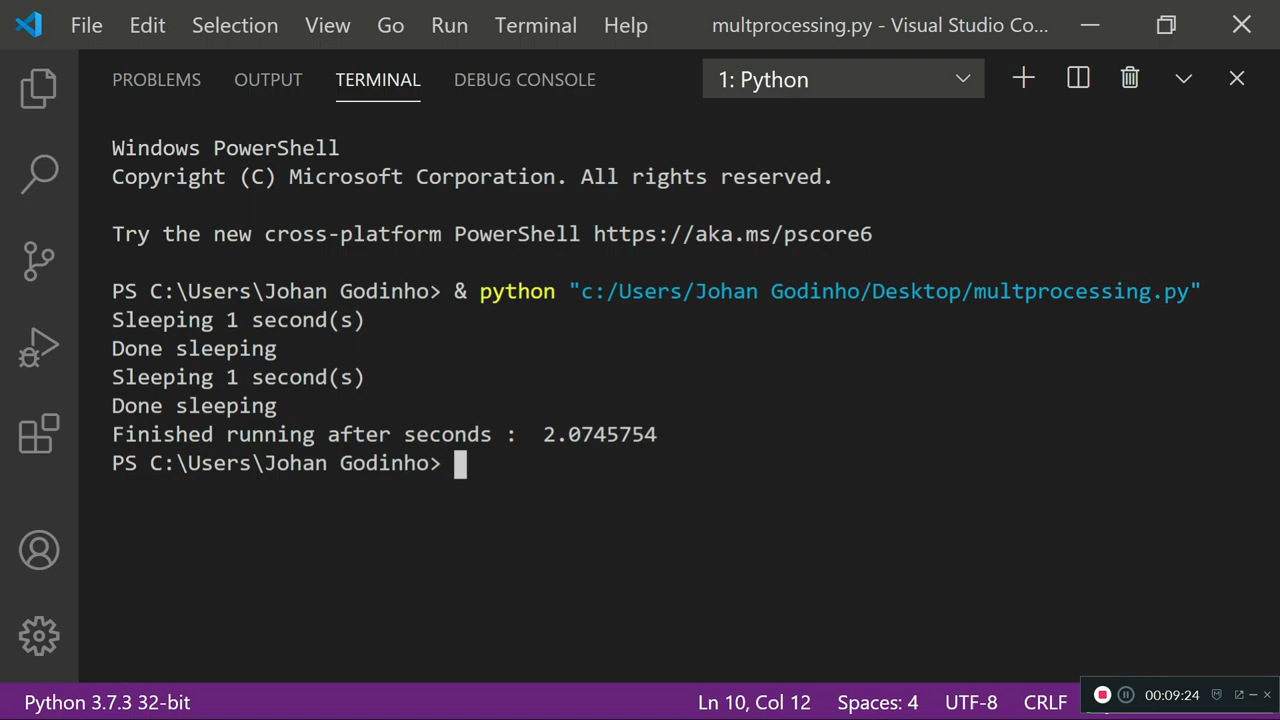 File Edit Selection View Go Run Terminal Help multprocessing.py - Visual Studio Co...
PROBLEMS OUTPUT TERMINAL DEBUG CONSOLE 1: Python
Windows PowerShell
Copyright (C) Microsoft Corporation. All rights reserved.
Try the new cross-platform PowerShell https://aka.ms/pscore6
PS C:\Users\Johan Godinho> & python "c:/Users/Johan Godinho/Desktop/multprocessing.py"
Sleeping 1 second(s)
Done sleeping
Sleeping 1 second(s)
Done sleeping
Finished running after seconds :  2.0745754
PS C:\Users\Johan Godinho>
Python 3.7.3 32-bit Ln 10, Col 12 Spaces: 4 UTF-8 CRLF 00:09:24